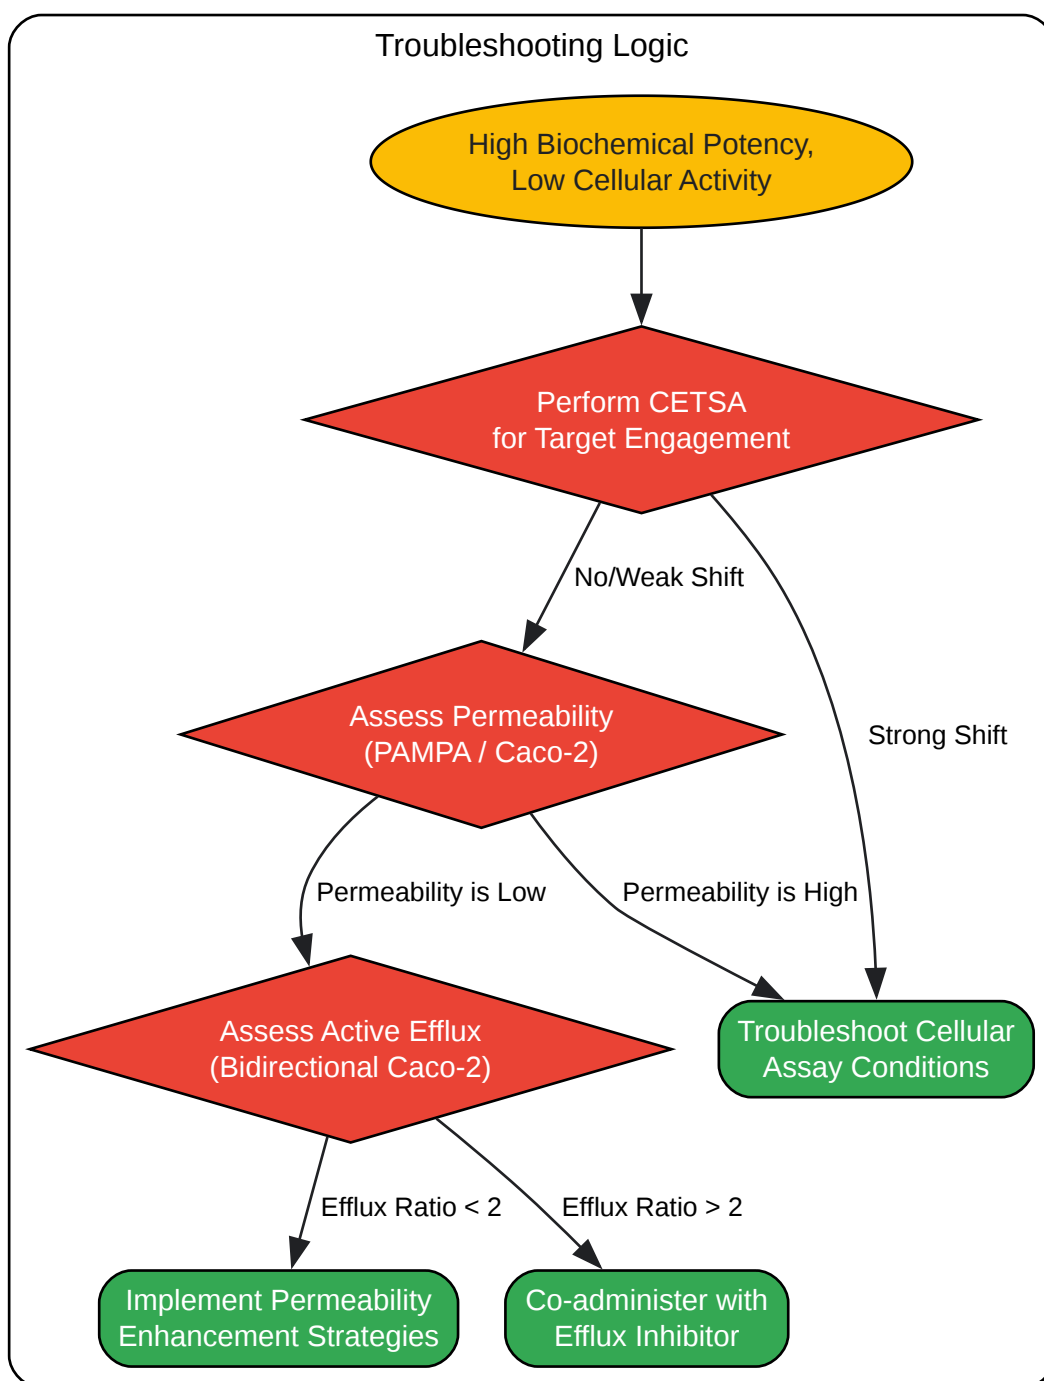 Troubleshooting Logic
High Biochemical Potency,
Low Cellular Activity
Perform CETSA
for Target Engagement
No/Weak Shift
Strong Shift
Assess Permeability
(PAMPA / Caco-2)
Permeability is Low
Permeability is High
Assess Active Efflux
(Bidirectional Caco-2)
Troubleshoot Cellular
Assay Conditions
Efflux Ratio < 2
Efflux Ratio > 2
Implement Permeability
Enhancement Strategies
Co-administer with
Efflux Inhibitor